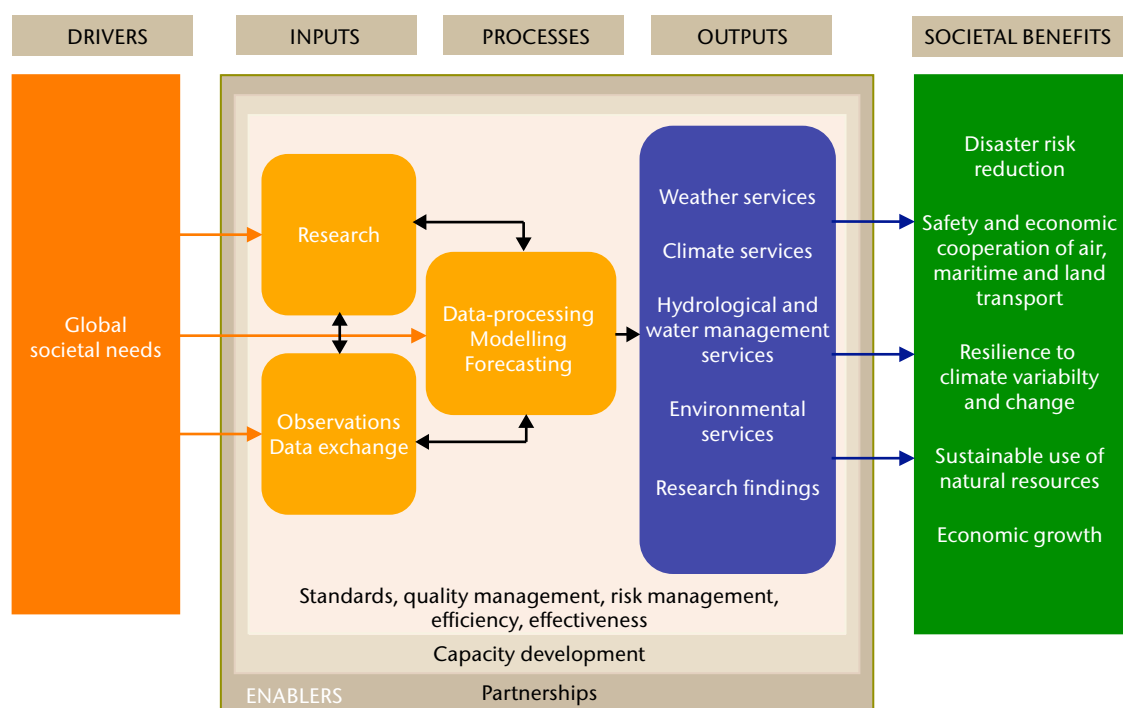 DRIVERS
INPUTS
PROCESSES
OUTPUTS
SOCIETAL BENEFITS
Global
societal needs
Research
Observations
Data exchange
Data-processing
Modelling
Forecasting
Weather services
Climate services
Hydrological and
water management
services
Environmental
services
Research findings
Disaster risk
reduction
Safety and economic
cooperation of air,
maritime and land
transport
Resilience to
climate variabilty
and change
Sustainable use of
natural resources
Economic growth
Standards, quality management, risk management,
efficiency, effectiveness
Capacity development
ENABLERS
Partnerships